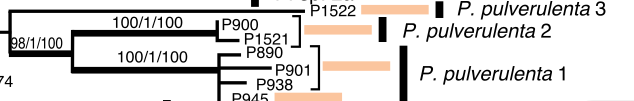 P1522
P. pulverulenta 3
100/1/100
P900
P. pulverulenta 2
P1521
98/1/100
P890
100/1/100
P901
P. pulverulenta 1
P938
74
P945